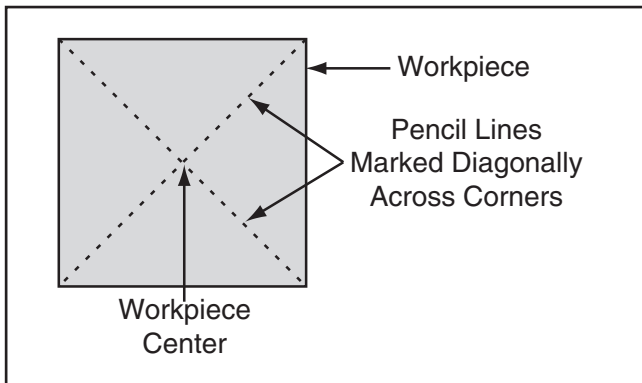 Workpiece
Pencil Lines
Marked Diagonally
Across Corners
Workpiece
Center